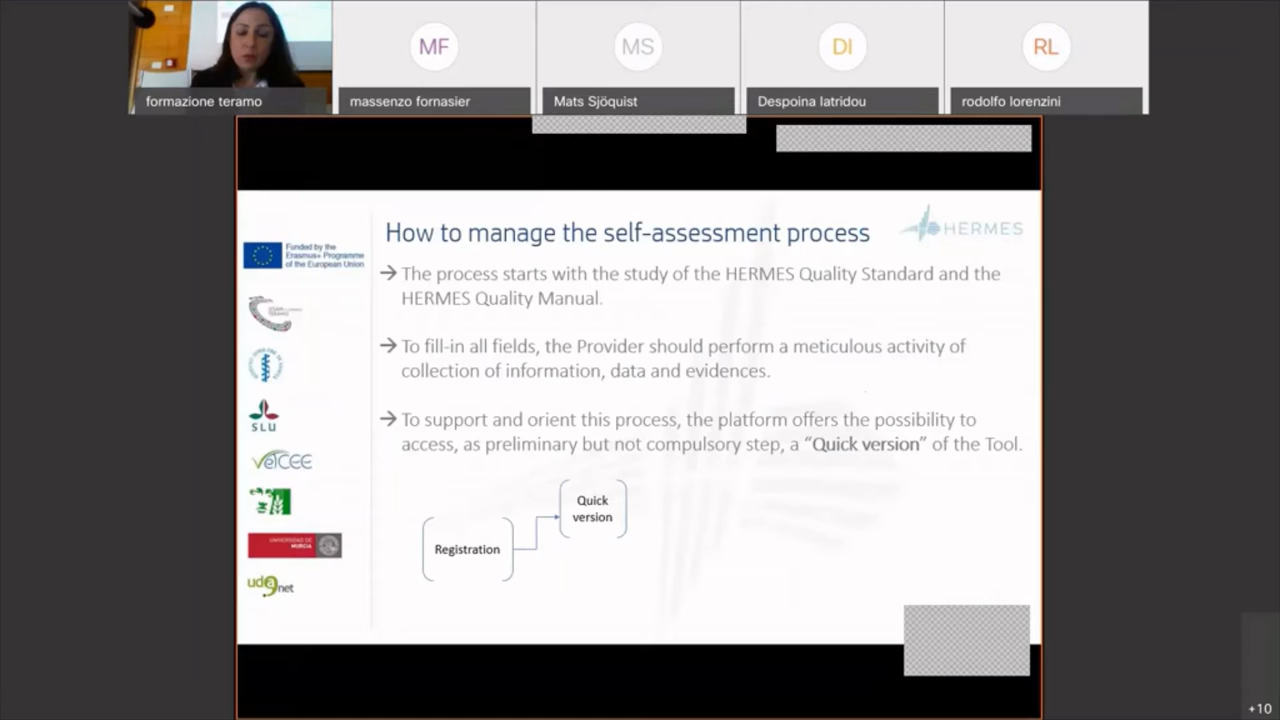 MF
MS
DI
RL
formazione teramo
massenzo fornasier
Mats Sjöquist
Despoina Iatridou
rodolfo lorenzini
How to manage the self-assessment process
HERMES
Funded by the
Erasmus+ Programme
of the European Union
→ The process starts with the study of the HERMES Quality Standard and the
HERMES Quality Manual.
→ To fill-in all fields, the Provider should perform a meticulous activity of
collection of information, data and evidences.
→ To support and orient this process, the platform offers the possibility to
access, as preliminary but not compulsory step, a “Quick version” of the Tool.
SLU
vetCEE
UNIVERSIDAD DE
MURCIA
udanet
Quick
version
Registration
+10